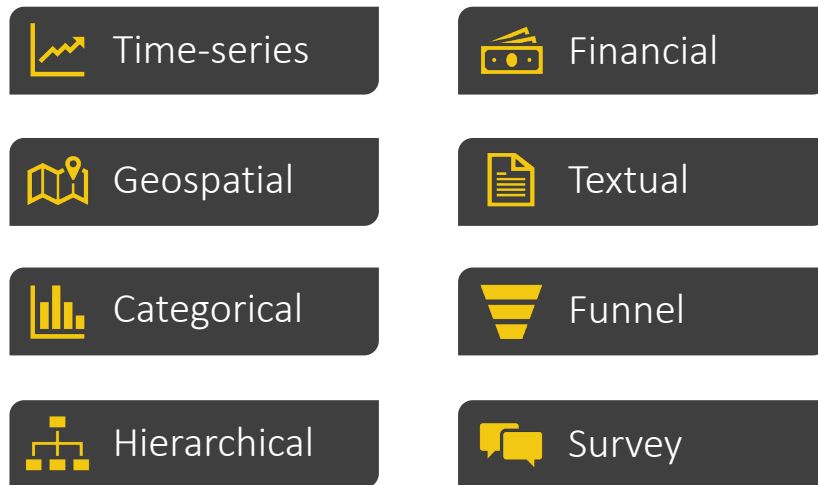 Time-series
Financial
Geospatial
Textual
Categorical
Funnel
Hierarchical
Survey